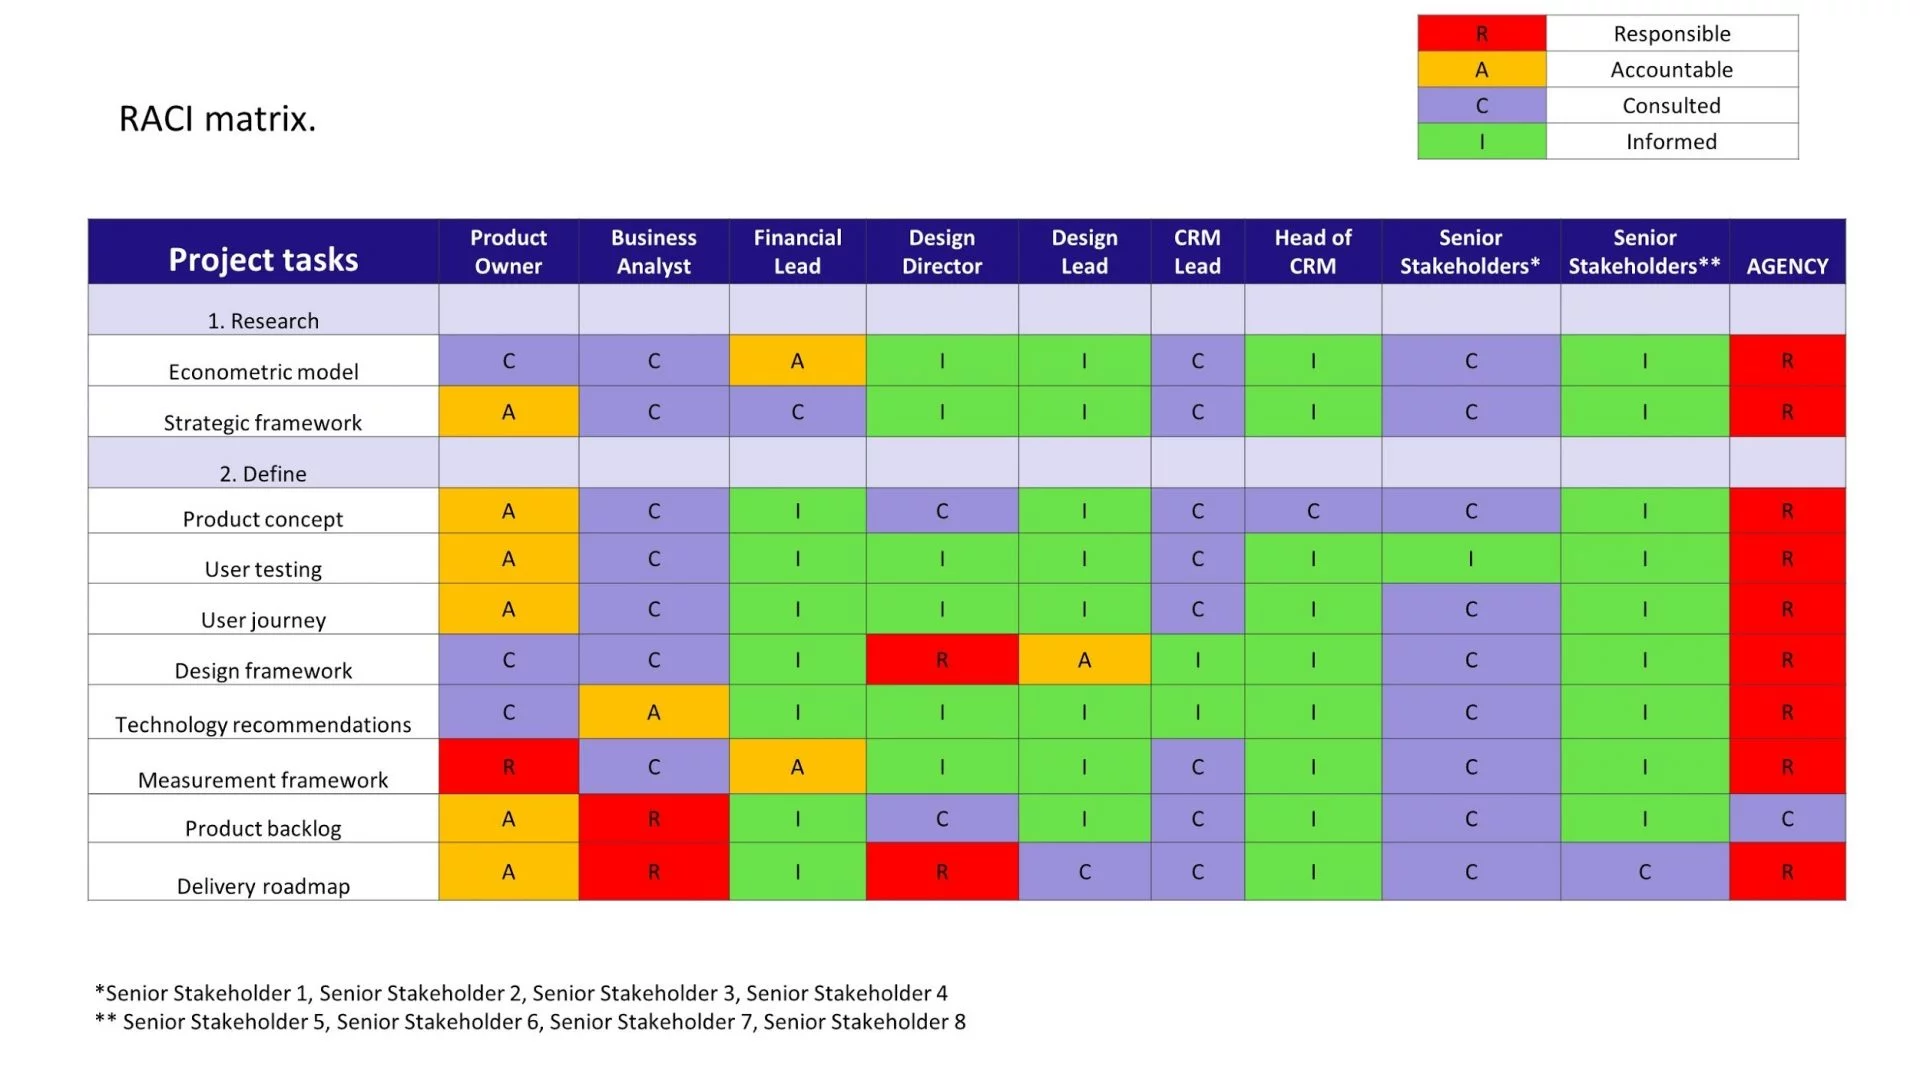 R Responsible
A Accountable
C Consulted
I Informed
RACI matrix.
Project tasks Product Owner Business Analyst Financial Lead Design Director Design Lead CRM Lead Head of CRM Senior Stakeholders* Senior Stakeholders** AGENCY
1. Research
Econometric model C C A I I C I C I R
Strategic framework A C C I I C I C I R
2. Define
Product concept A C I C I C C C I R
User testing A C I I I C I I I R
User journey A C I I I C I C I R
Design framework C C I R A I I C I R
Technology recommendations C A I I I I I C I R
Measurement framework R C A I I C I C I R
Product backlog A R I C I C I C I C
Delivery roadmap A R I R C C I C C R
*Senior Stakeholder 1, Senior Stakeholder 2, Senior Stakeholder 3, Senior Stakeholder 4
** Senior Stakeholder 5, Senior Stakeholder 6, Senior Stakeholder 7, Senior Stakeholder 8